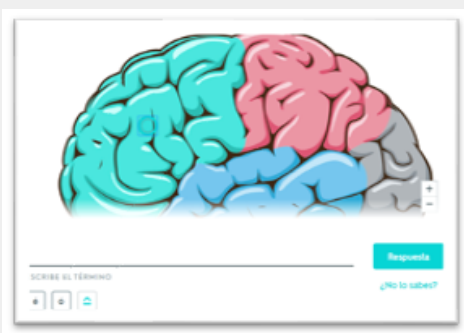 +
−
Respuesta
SCRIBE EL TÉRMINO
¿No lo sabes?